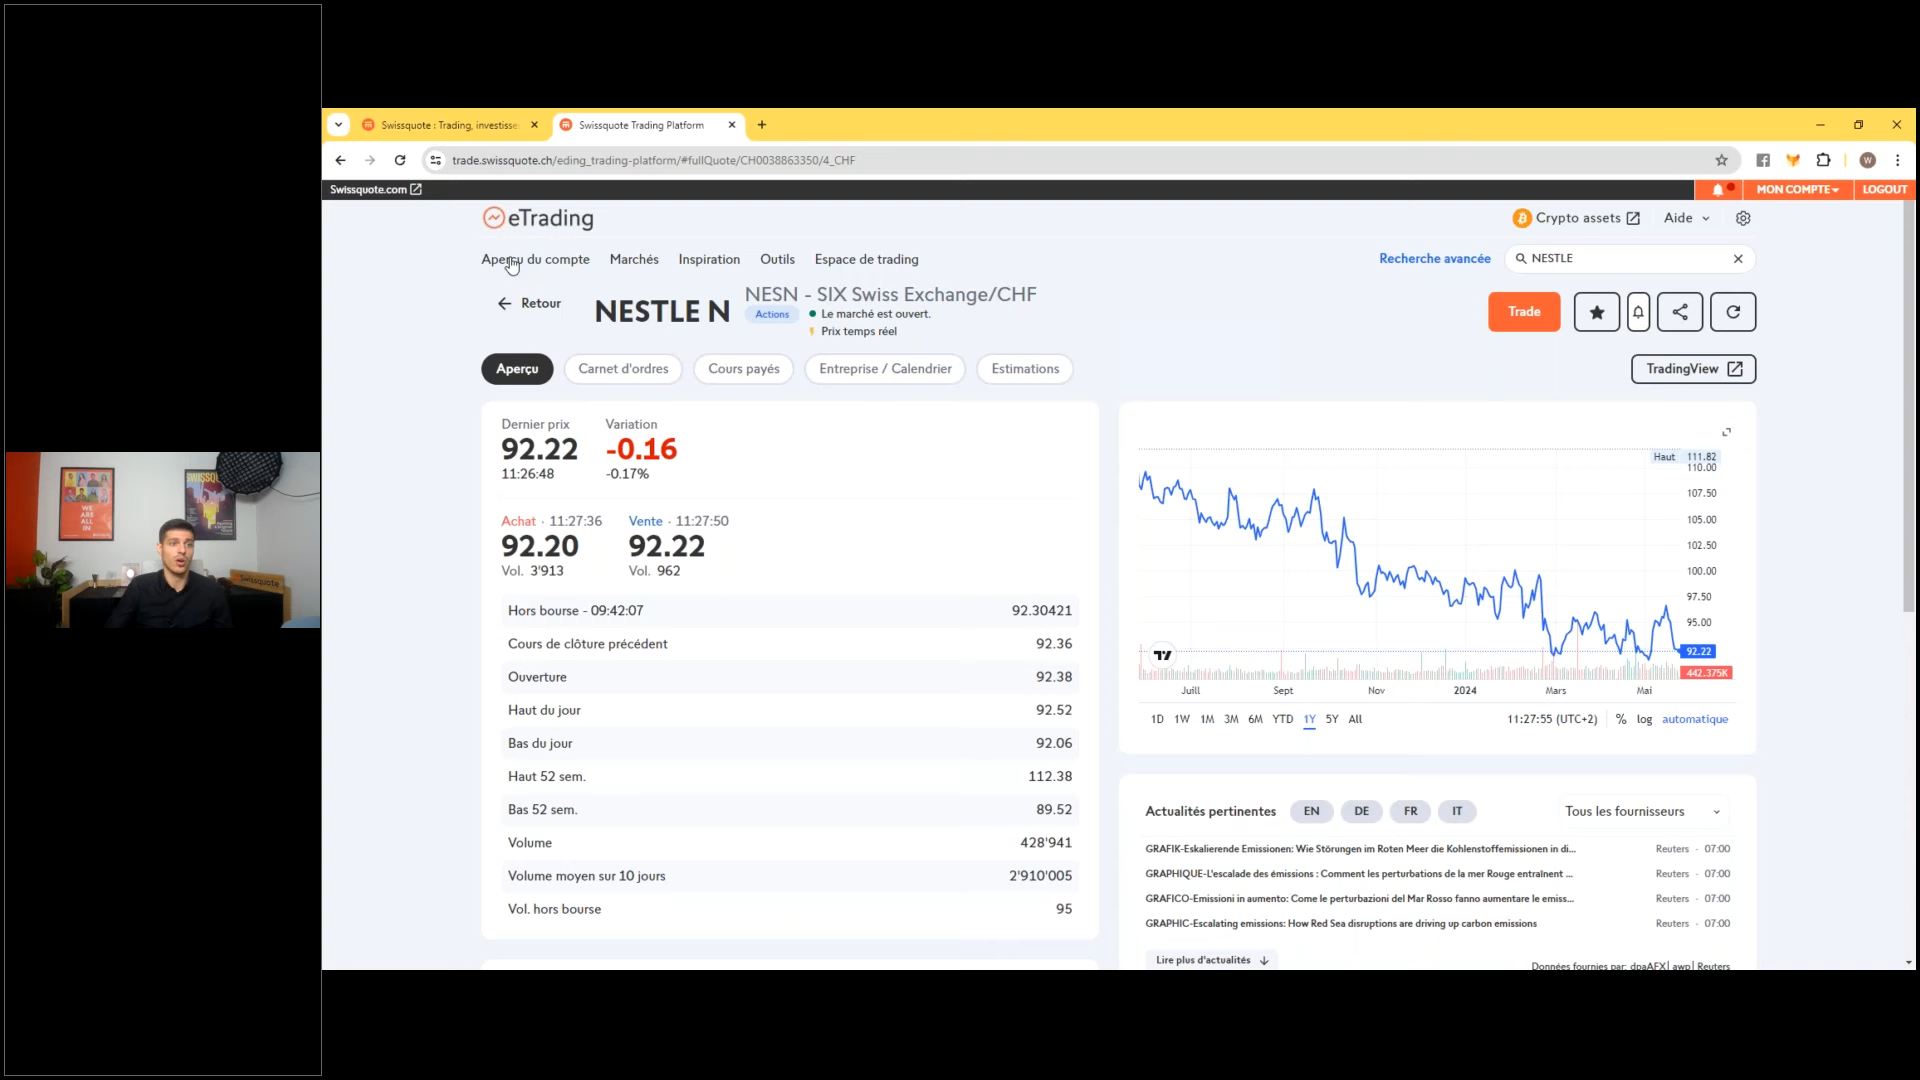 Swissquote : Trading, investisse
Swissquote Trading Platform
trade.swissquote.ch/eding_trading-platform/#fullQuote/CH0038863350/4_CHF
W
Swissquote.com
MON COMPTE
LOGOUT
eTrading
Crypto assets
Aide
Aperçu du compte
Marchés
Inspiration
Outils
Espace de trading
Recherche avancée
NESTLE
Retour
NESTLE N
NESN - SIX Swiss Exchange/CHF
Actions
Le marché est ouvert.
Prix temps réel
Trade
Aperçu
Carnet d'ordres
Cours payés
Entreprise / Calendrier
Estimations
TradingView
Dernier prix
92.22
11:26:48
Variation
-0.16
-0.17%
Achat · 11:27:36
92.20
Vol. 3'913
Vente · 11:27:50
92.22
Vol. 962
Hors bourse - 09:42:07 92.30421
Cours de clôture précédent 92.36
Ouverture 92.38
Haut du jour 92.52
Bas du jour 92.06
Haut 52 sem. 112.38
Bas 52 sem. 89.52
Volume 428'941
Volume moyen sur 10 jours 2'910'005
Vol. hors bourse 95
Haut 111.82
110.00
107.50
105.00
102.50
100.00
97.50
95.00
92.22
442.375K
Juill Sept Nov 2024 Mars Mai
1D 1W 1M 3M 6M YTD 1Y 5Y All
11:27:55 (UTC+2) % log automatique
Actualités pertinentes EN DE FR IT
Tous les fournisseurs
GRAFIK-Eskalierende Emissionen: Wie Störungen im Roten Meer die Kohlenstoffemissionen in di... Reuters - 07:00
GRAPHIQUE-L'escalade des émissions : Comment les perturbations de la mer Rouge entraînent ... Reuters - 07:00
GRAFICO-Emissioni in aumento: Come le perturbazioni del Mar Rosso fanno aumentare le emiss... Reuters - 07:00
GRAPHIC-Escalating emissions: How Red Sea disruptions are driving up carbon emissions Reuters - 07:00
Lire plus d'actualités
Données fournies par: dpaAFX| awp| Reuters
WE
ARE
ALL
IN
SWISSQU
Swissquote